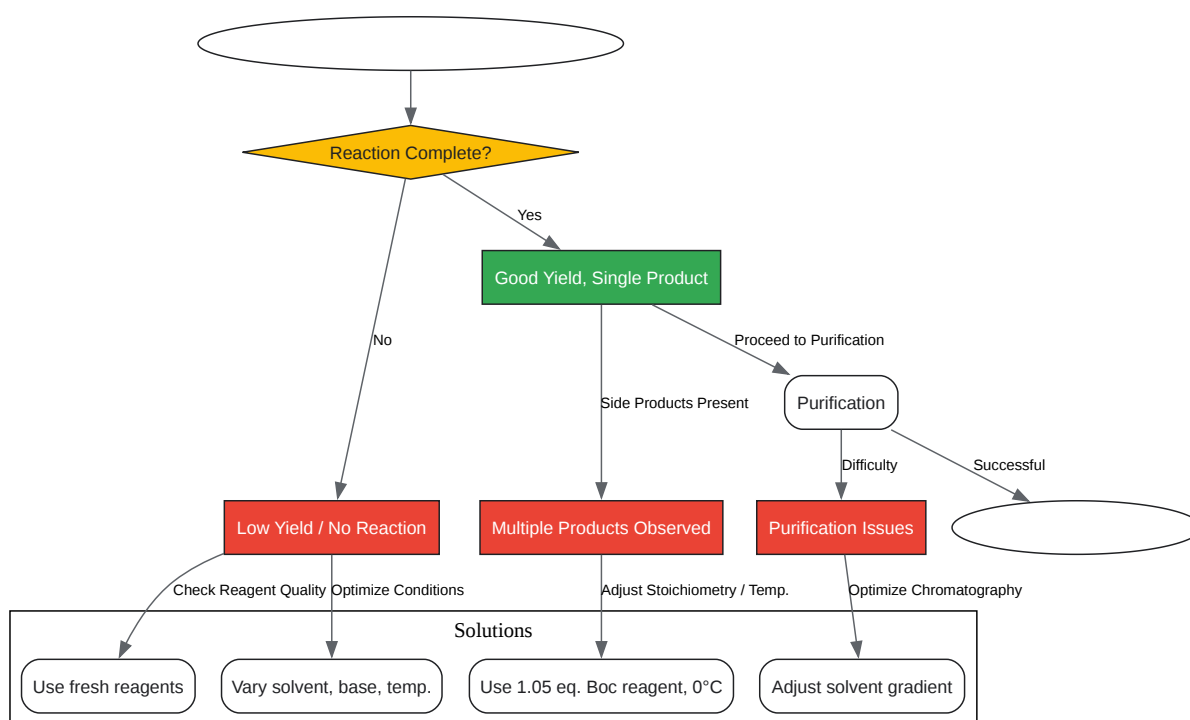 Reaction Complete?
Yes
Good Yield, Single Product
No
Proceed to Purification
Side Products Present
Purification
Difficulty
Successful
Low Yield / No Reaction
Multiple Products Observed
Purification Issues
Check Reagent Quality
Optimize Conditions
Adjust Stoichiometry / Temp.
Optimize Chromatography
Solutions
Use fresh reagents
Vary solvent, base, temp.
Use 1.05 eq. Boc reagent, 0°C
Adjust solvent gradient